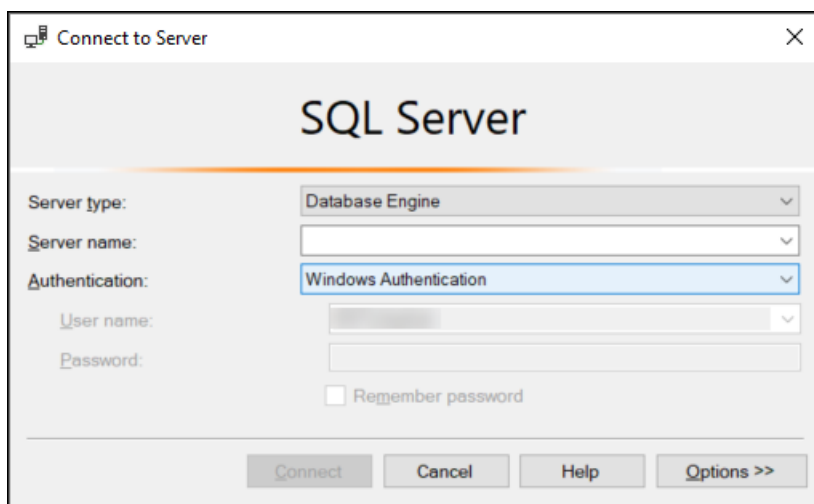 Connect to Server
SQL Server
Server type: Database Engine
Server name:
Authentication: Windows Authentication
User name:
Password:
Remember password
Connect Cancel Help Options >>